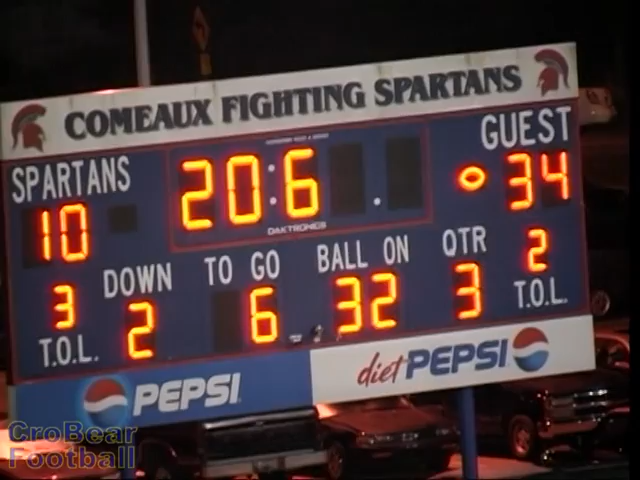 COMEAUX FIGHTING SPARTANS
SPARTANS
GUEST
10
20:6 .
34
DAKTRONICS
DOWN
TO GO
BALL ON
QTR
2
3
2
6
32
3
T.O.L.
T.O.L.
PEPSI
diet PEPSI
CroBear
Football